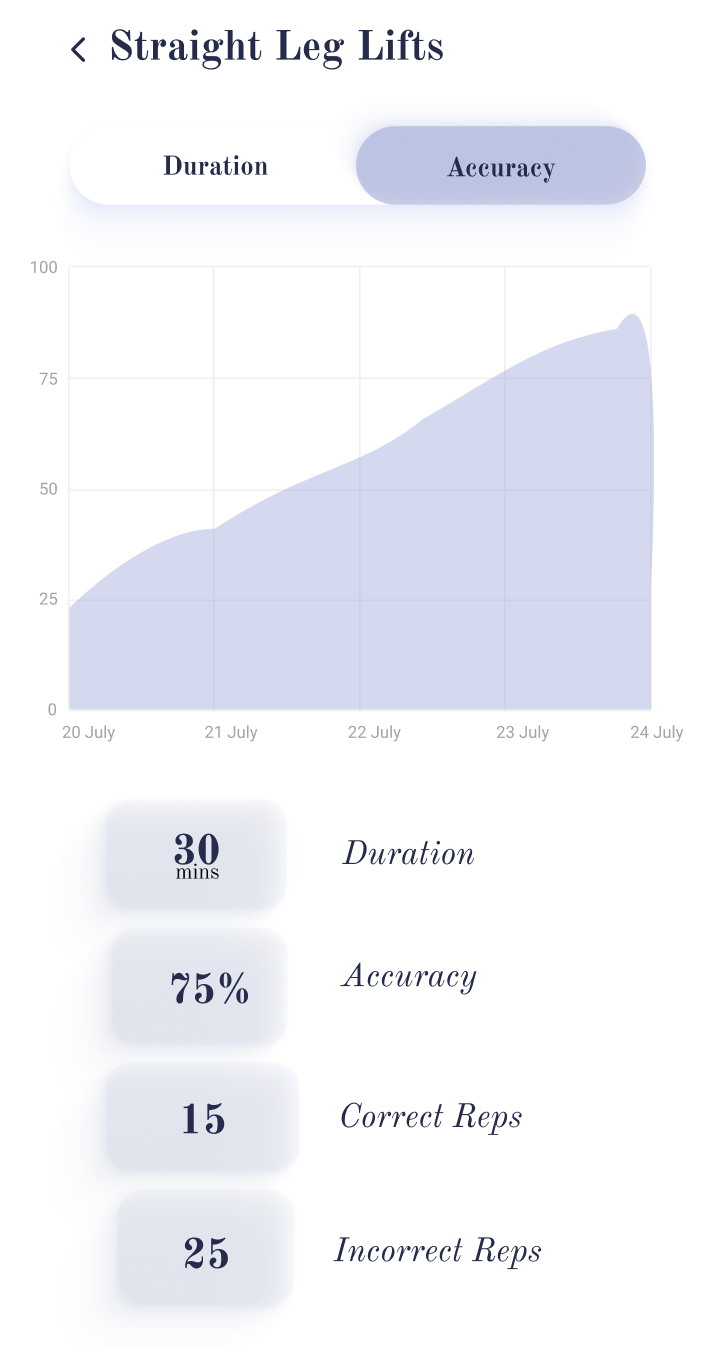 Straight Leg Lifts
Duration
Accuracy
100
75
50
25
0
20 July
21 July
22 July
23 July
24 July
30
mins
Duration
75%
Accuracy
15
Correct Reps
25
Incorrect Reps